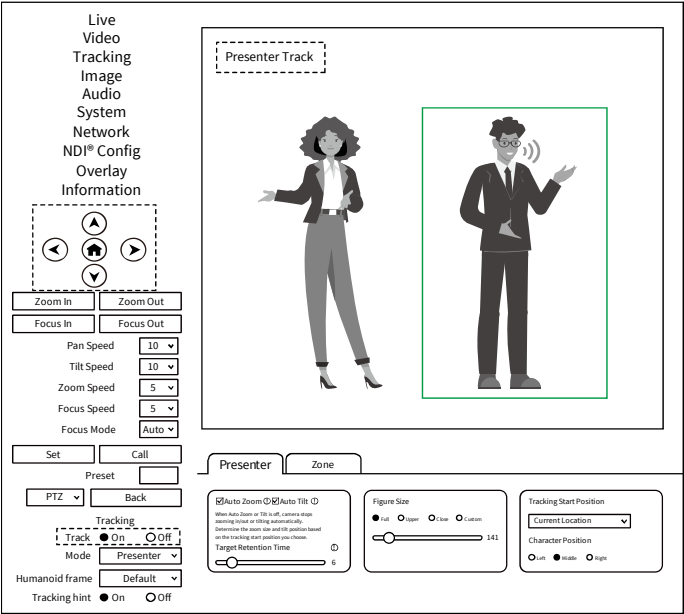 Live
Video
Tracking
Image
Audio
System
Network
NDI® Config
Overlay
Information
Zoom In Zoom Out
Focus In Focus Out
Pan Speed 10
Tilt Speed 10
Zoom Speed 5
Focus Speed 5
Focus Mode Auto
Set Call
Preset
PTZ Back
Tracking
Track On Off
Mode Presenter
Humanoid frame Default
Tracking hint On Off
Presenter Track
Presenter Zone
Auto Zoom Auto Tilt
When Auto Zoom or Tilt is off, camera stops
zooming in/out or tilting automatically.
Determine the zoom size and tilt position based
on the tracking start position you choose.
Target Retention Time
6
Figure Size
Full Upper Close Custom
141
Tracking Start Position
Current Location
Character Position
Left Middle Right